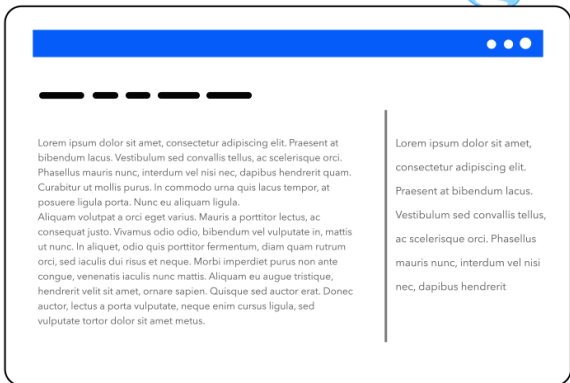 Lorem ipsum dolor sit amet, consectetur adipiscing elit. Praesent at
bibendum lacus. Vestibulum sed convallis tellus, ac scelerisque orci.
Phasellus mauris nunc, interdum vel nisi nec, dapibus hendrerit quam.
Curabitur ut mollis purus. In commodo urna quis lacus tempor, at
posuere ligula porta. Nunc eu aliquam ligula.
Aliquam volutpat a orci eget varius. Mauris a porttitor lectus, ac
consequat justo. Vivamus odio odio, bibendum vel vulputate in, mattis
ut nunc. In aliquet, odio quis porttitor fermentum, diam quam rutrum
orci, sed iaculis dui risus et neque. Morbi imperdiet purus non ante
congue, venenatis iaculis nunc mattis. Aliquam eu augue tristique,
hendrerit velit sit amet, ornare sapien. Quisque sed auctor erat. Donec
auctor, lectus a porta vulputate, neque enim cursus ligula, sed
vulputate tortor dolor sit amet metus.
Lorem ipsum dolor sit amet,
consectetur adipiscing elit.
Praesent at bibendum lacus.
Vestibulum sed convallis tellus,
ac scelerisque orci. Phasellus
mauris nunc, interdum vel nisi
nec, dapibus hendrerit